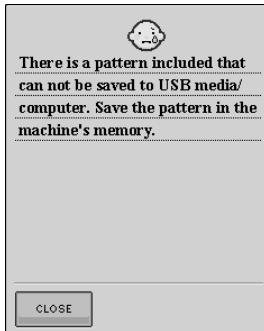 There is a pattern included that
can not be saved to USB media/
computer. Save the pattern in the
machine's memory.
CLOSE